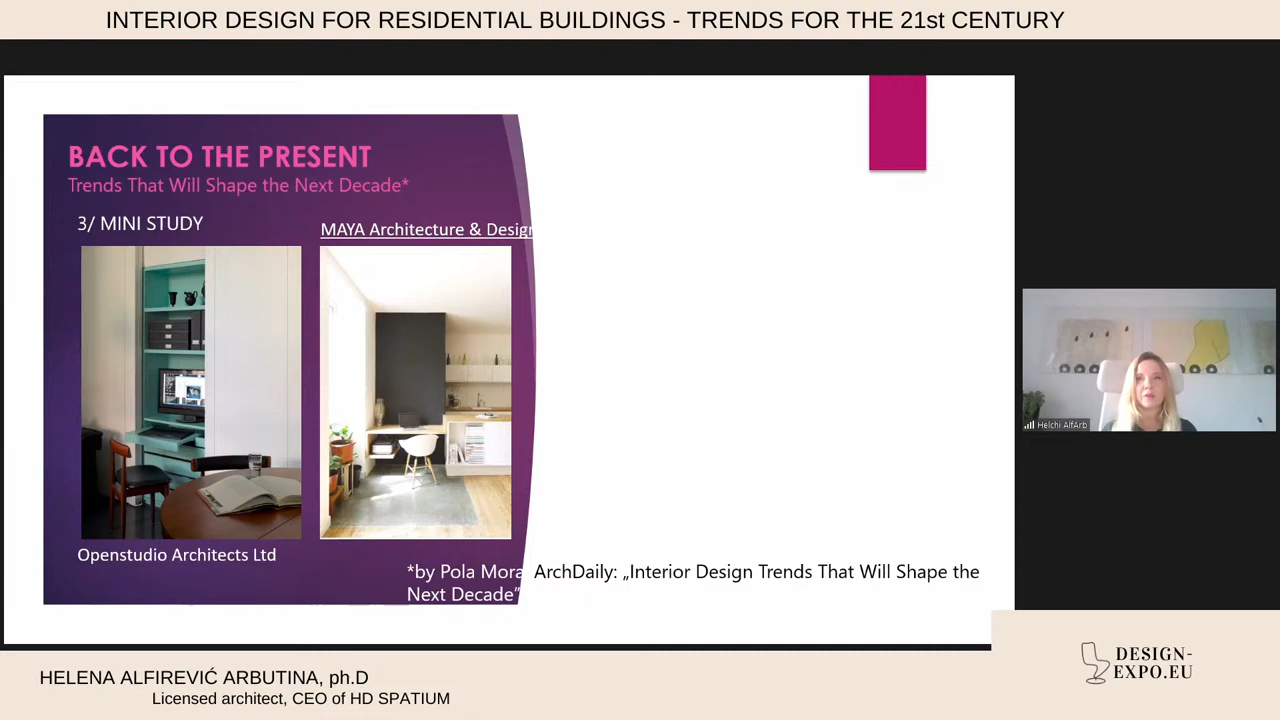 INTERIOR DESIGN FOR RESIDENTIAL BUILDINGS - TRENDS FOR THE 21st CENTURY
BACK TO THE PRESENT
Trends That Will Shape the Next Decade*
3/ MINI STUDY
MAYA Architecture & Design
Openstudio Architects Ltd
*by Pola Mora ArchDaily: „Interior Design Trends That Will Shape the
Next Decade”
Helchi AlfArb
HELENA ALFIREVIĆ ARBUTINA, ph.D
Licensed architect, CEO of HD SPATIUM
DESIGN-
EXPO.EU